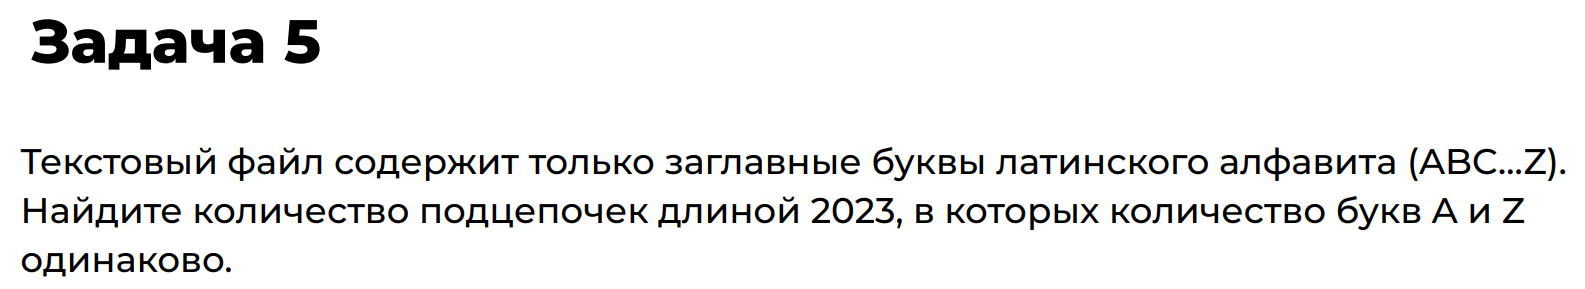 Задача 5
Текстовый файл содержит только заглавные буквы латинского алфавита (ABC...Z).
Найдите количество подцепочек длиной 2023, в которых количество букв A и Z
одинаково.